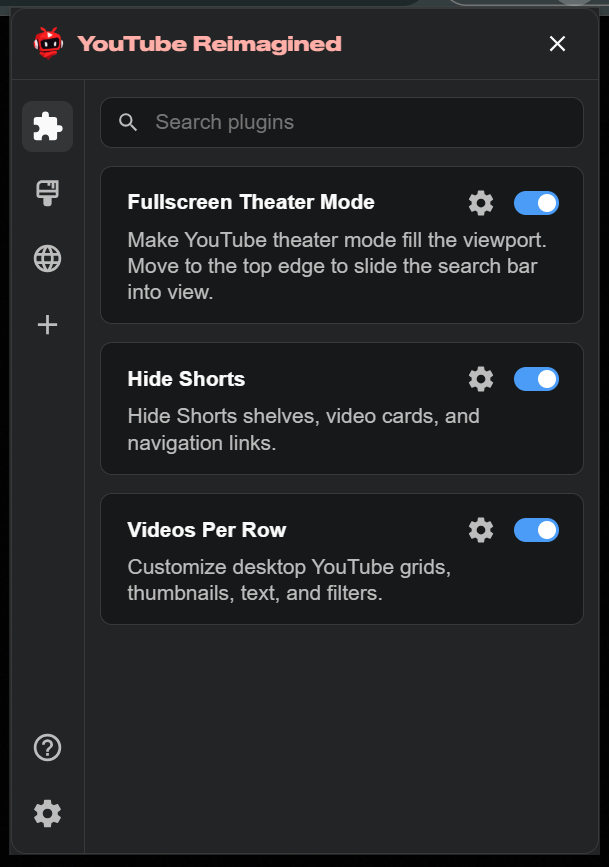 YouTube Reimagined
Search plugins
Fullscreen Theater Mode
Make YouTube theater mode fill the viewport.
Move to the top edge to slide the search bar
into view.
Hide Shorts
Hide Shorts shelves, video cards, and
navigation links.
Videos Per Row
Customize desktop YouTube grids,
thumbnails, text, and filters.